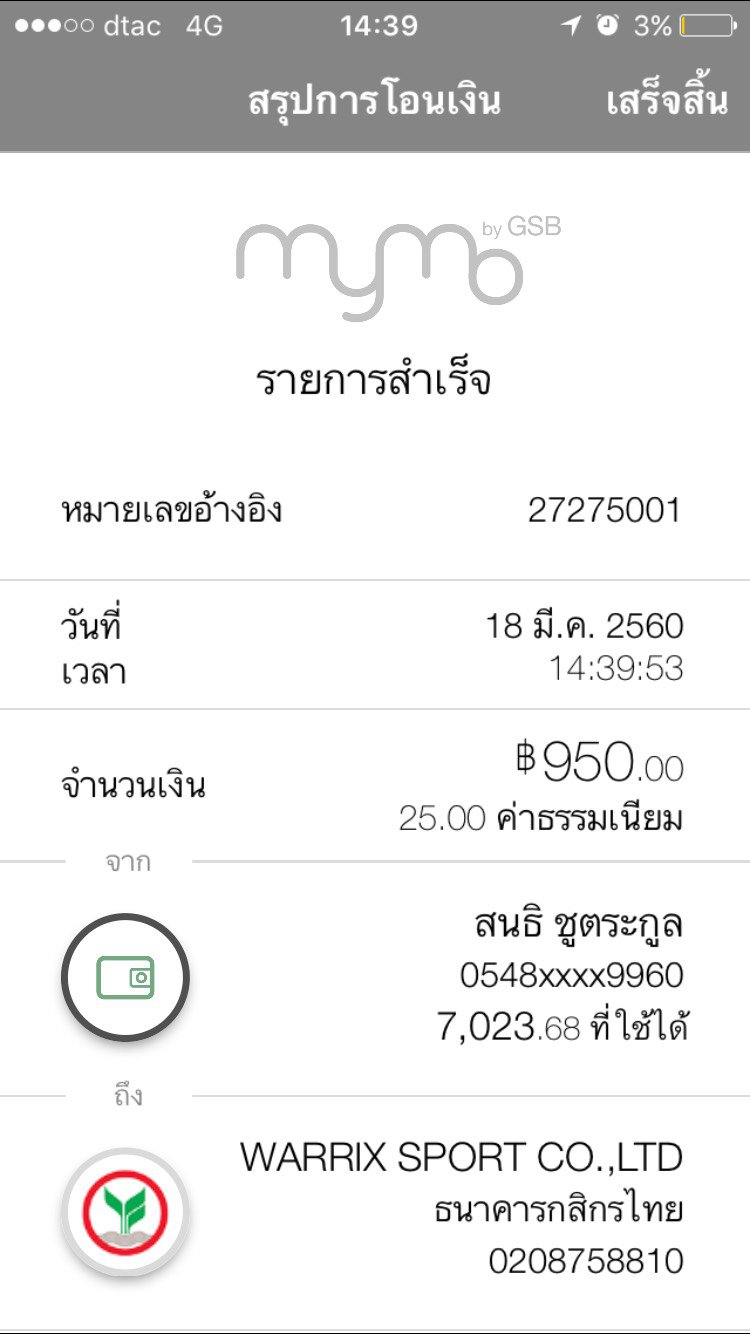 dtac 4G 14:39 3%
สรุปการโอนเงิน เสร็จสิ้น
mymo by GSB
รายการสำเร็จ
หมายเลขอ้างอิง 27275001
วันที่ 18 มี.ค. 2560
เวลา 14:39:53
จำนวนเงิน ฿950.00
25.00 ค่าธรรมเนียม
จาก
สนธิ ชูตระกูล
0548xxxx9960
7,023.68 ที่ใช้ได้
ถึง
WARRIX SPORT CO.,LTD
ธนาคารกสิกรไทย
0208758810